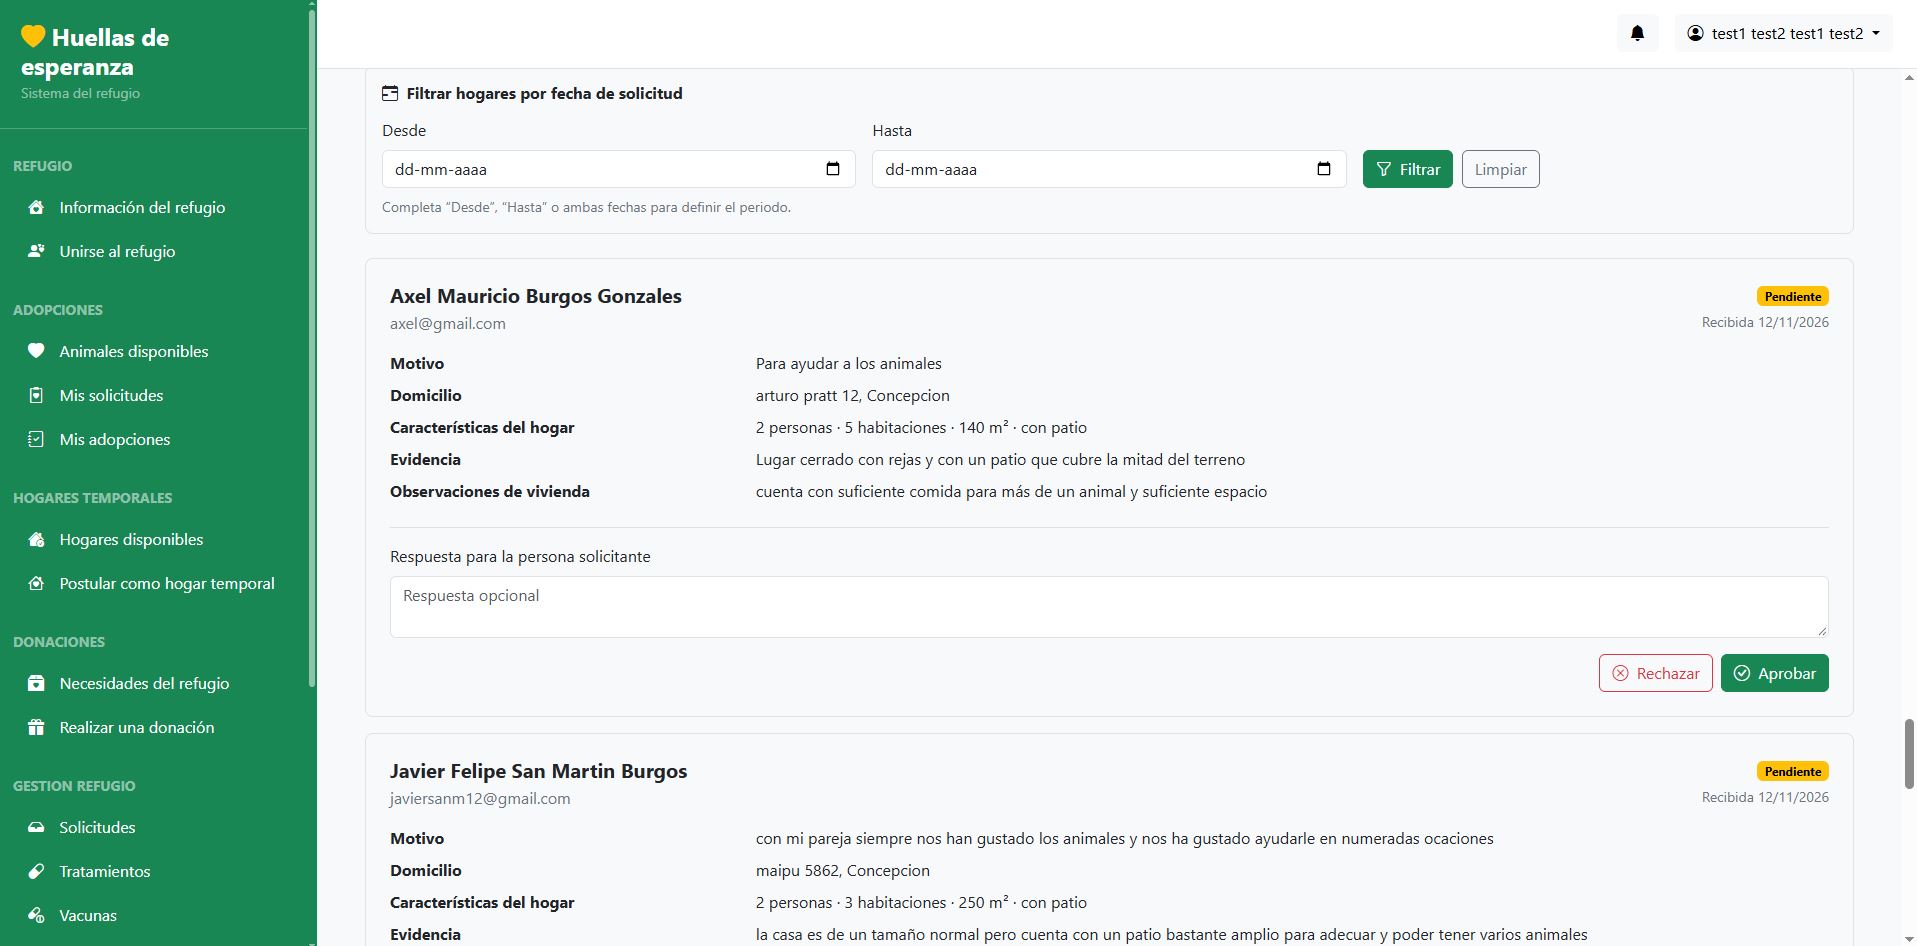 Huellas de
esperanza
Sistema del refugio
REFUGIO
Información del refugio
Unirse al refugio
ADOPCIONES
Animales disponibles
Mis solicitudes
Mis adopciones
HOGARES TEMPORALES
Hogares disponibles
Postular como hogar temporal
DONACIONES
Necesidades del refugio
Realizar una donación
GESTION REFUGIO
Solicitudes
Tratamientos
Vacunas
test1 test2 test1 test2
Filtrar hogares por fecha de solicitud
Desde Hasta
dd-mm-aaaa dd-mm-aaaa Filtrar Limpiar
Completa “Desde”, “Hasta” o ambas fechas para definir el periodo.
Axel Mauricio Burgos Gonzales Pendiente
axel@gmail.com Recibida 12/11/2026
Motivo Para ayudar a los animales
Domicilio arturo pratt 12, Concepcion
Características del hogar 2 personas · 5 habitaciones · 140 m² · con patio
Evidencia Lugar cerrado con rejas y con un patio que cubre la mitad del terreno
Observaciones de vivienda cuenta con suficiente comida para más de un animal y suficiente espacio
Respuesta para la persona solicitante
Respuesta opcional
Rechazar Aprobar
Javier Felipe San Martin Burgos Pendiente
javiersanm12@gmail.com Recibida 12/11/2026
Motivo con mi pareja siempre nos han gustado los animales y nos ha gustado ayudarle en numeradas ocaciones
Domicilio maipu 5862, Concepcion
Características del hogar 2 personas · 3 habitaciones · 250 m² · con patio
Evidencia la casa es de un tamaño normal pero cuenta con un patio bastante amplio para adecuar y poder tener varios animales